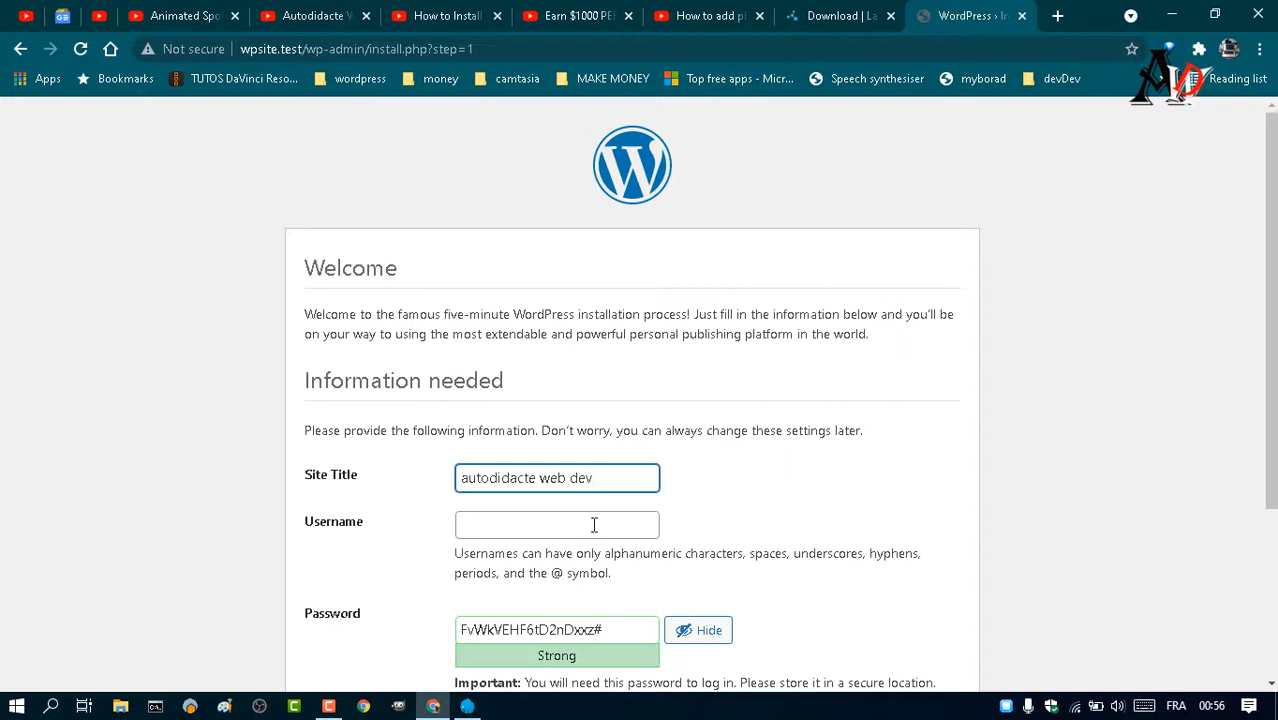 Animated Spo
Autodidacte V
How to Install
Earn $1000 PE
How to add pl
Download | La
WordPress › In
Not secure
wpsite.test/wp-admin/install.php?step=1
Apps
Bookmarks
TUTOS DaVinci Reso...
wordpress
money
camtasia
MAKE MONEY
Top free apps - Micr...
Speech synthesiser
myborad
devDev
Reading list
Welcome
Welcome to the famous five-minute WordPress installation process! Just fill in the information below and you'll be
on your way to using the most extendable and powerful personal publishing platform in the world.
Information needed
Please provide the following information. Don't worry, you can always change these settings later.
Site Title
autodidacte web dev
Username
Usernames can have only alphanumeric characters, spaces, underscores, hyphens,
periods, and the @ symbol.
Password
FvWkVEHF6tD2nDxxz#
Hide
Strong
Important: You will need this password to log in. Please store it in a secure location.
FRA
00:56